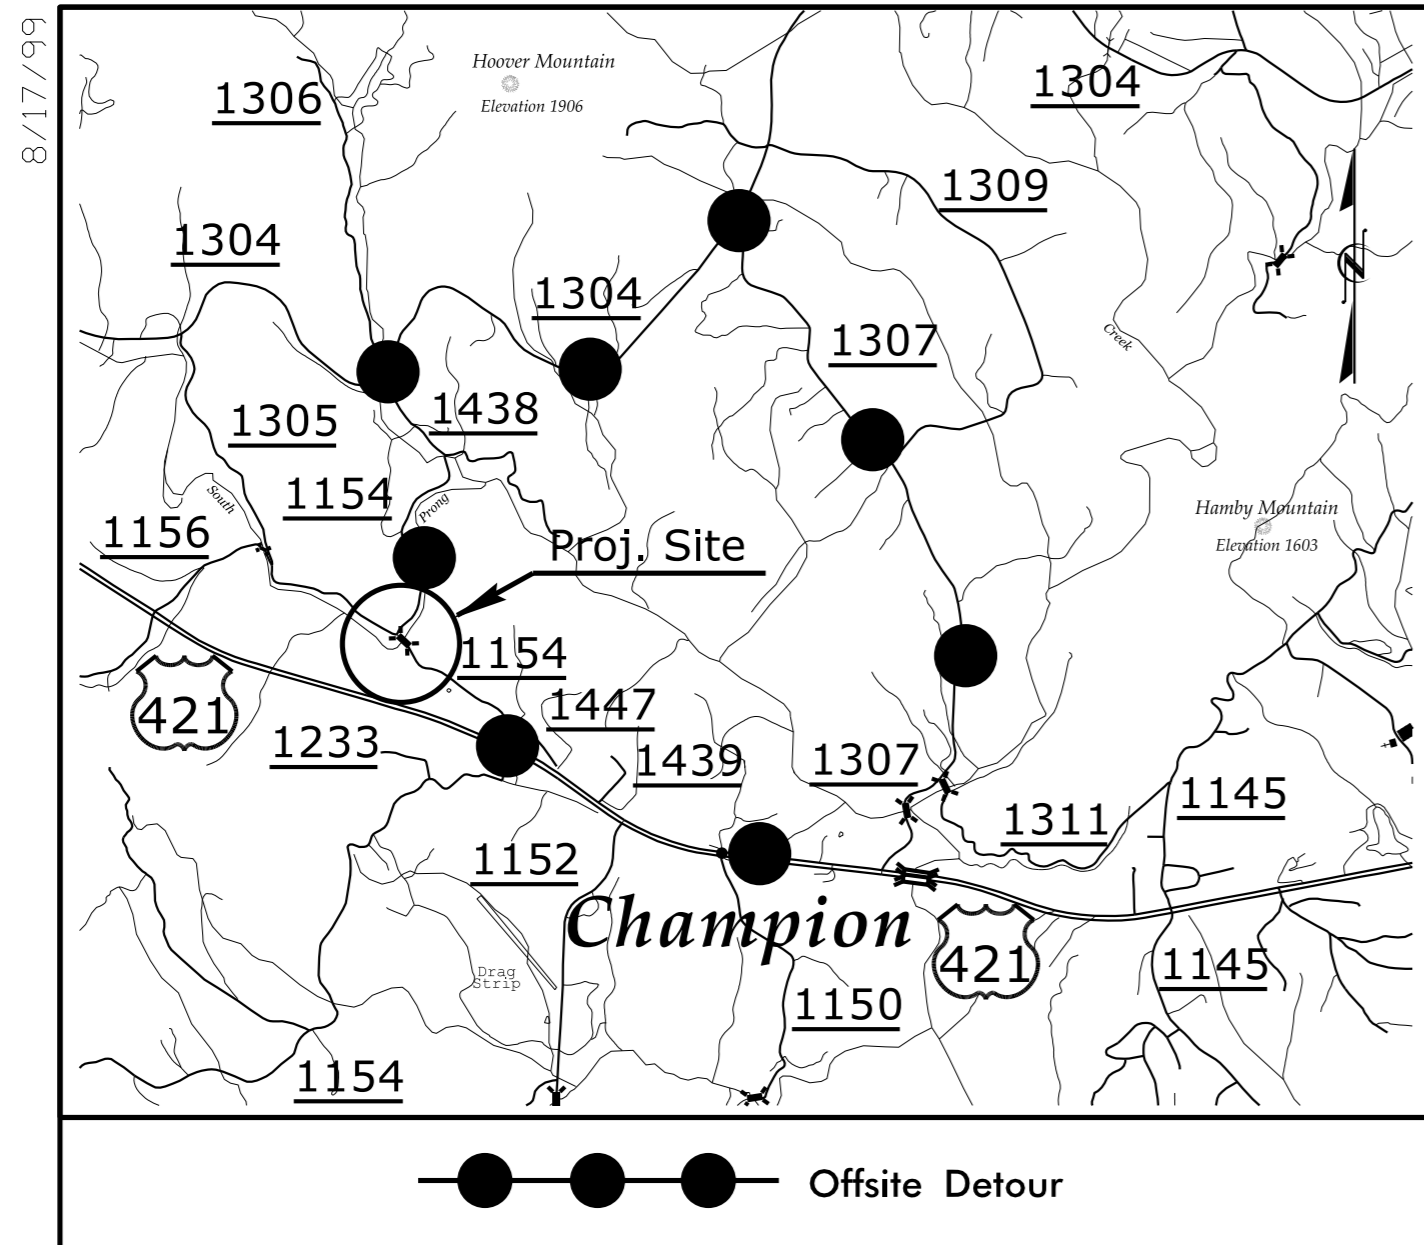 8/17/99
Hoover Mountain
Elevation 1906
1306
1304
1309
1304
1304
1307
Creek
1438
1305
1154
South
Prong
1156
Proj. Site
Hamby Mountain
Elevation 1603
1154
421
1447
1233
1439
1307
1145
1311
1152
Champion
421
1145
Drag
Strip
1150
1154
N
Offsite Detour